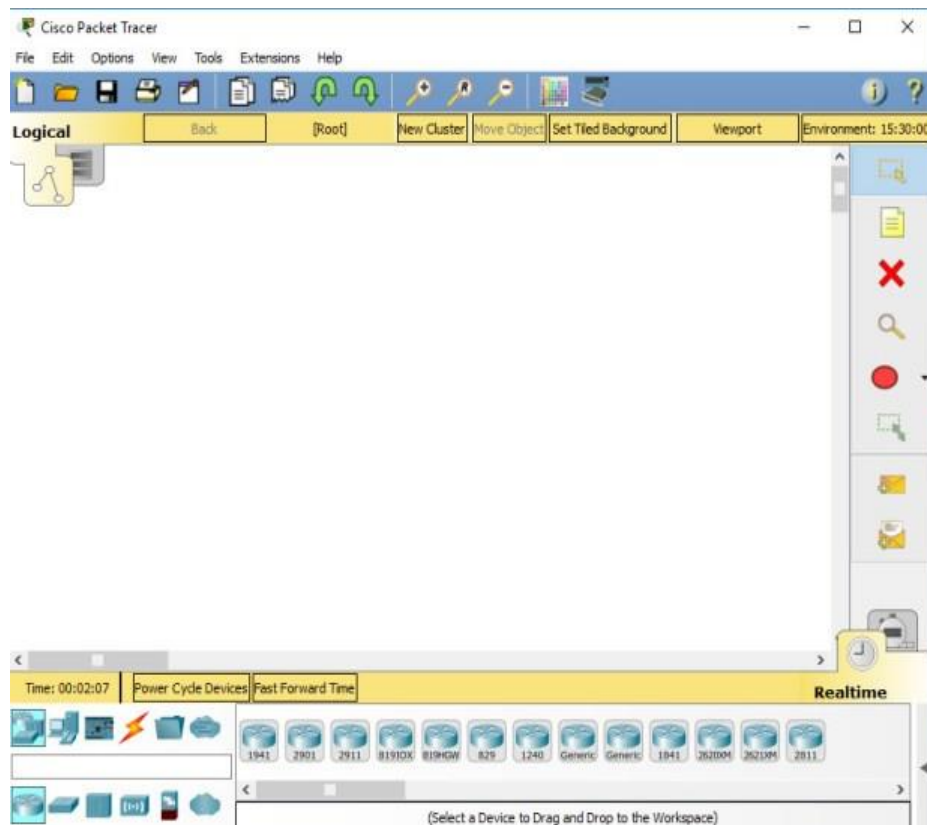 Cisco Packet Tracer
File Edit Options View Tools Extensions Help
Logical Back [Root] New Cluster Move Object Set Tiled Background Viewport Environment: 15:30:00
Time: 00:02:07 Power Cycle Devices Fast Forward Time Realtime
1941 2901 2911 819IOX 819HGW 829 1240 Generic Generic 1841 2620XM 2621XM 2811
(Select a Device to Drag and Drop to the Workspace)